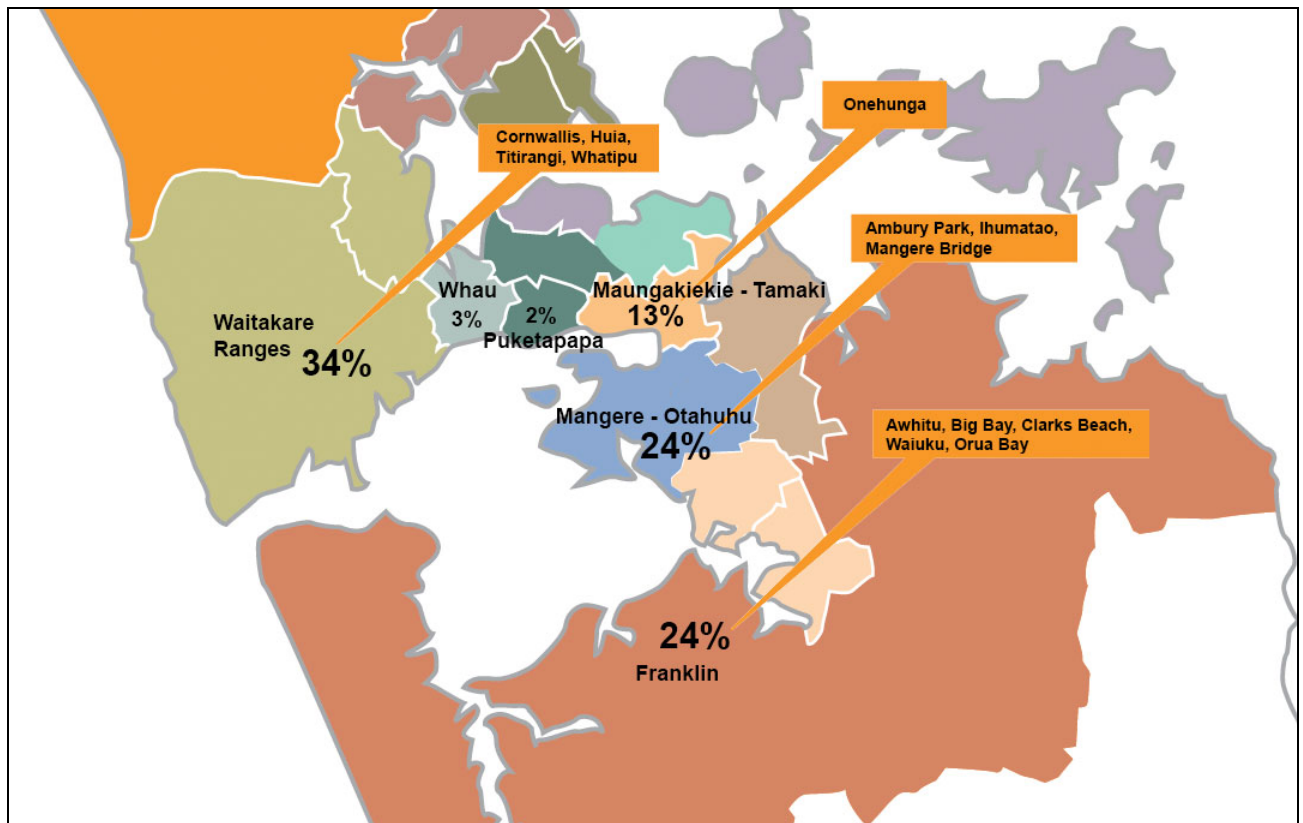 Onehunga
Cornwallis, Huia,
Titirangi, Whatipu
Ambury Park, Ihumatao,
Mangere Bridge
Whau
3%
2%
Puketapapa
Maungakiekie - Tamaki
13%
Waitakare
Ranges
34%
Mangere - Otahuhu
24%
Awhitu, Big Bay, Clarks Beach,
Waiuku, Orua Bay
24%
Franklin